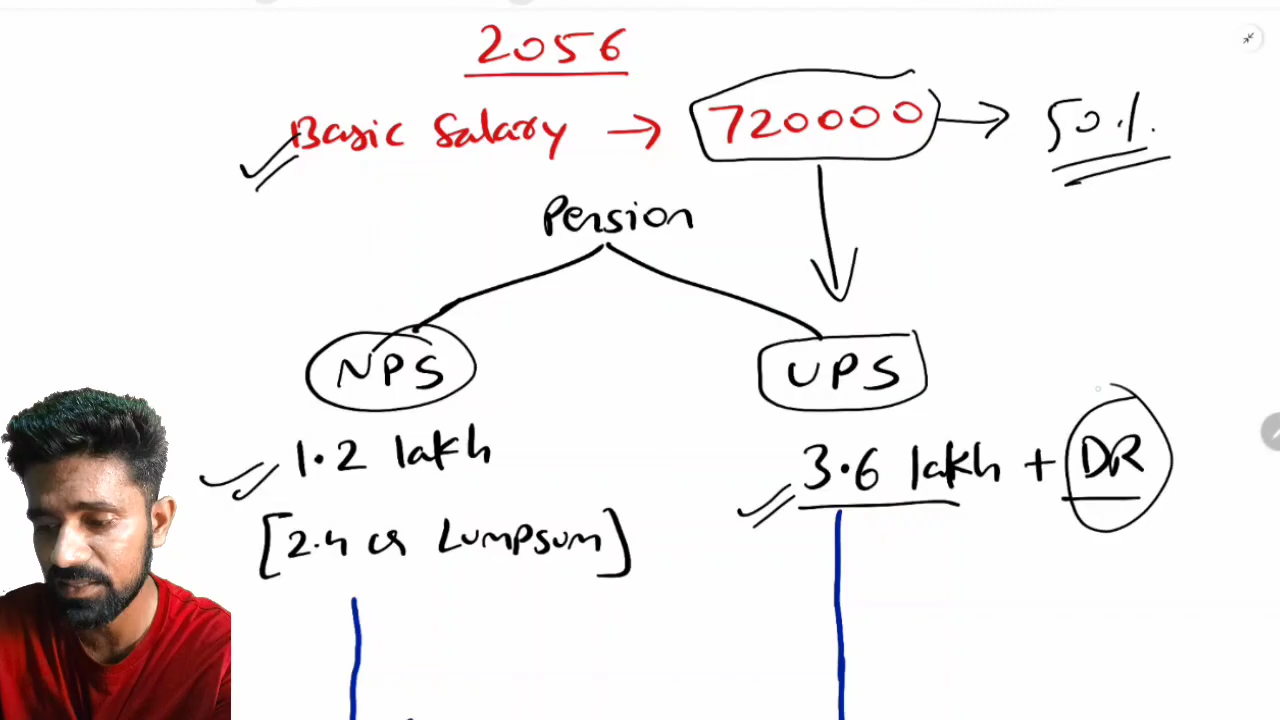 2056
Basic Salary → 720000 → 50%.
Pension
NPS
UPS
1.2 lakh
3.6 lakh + DR
[2.4 cr Lumpsum]